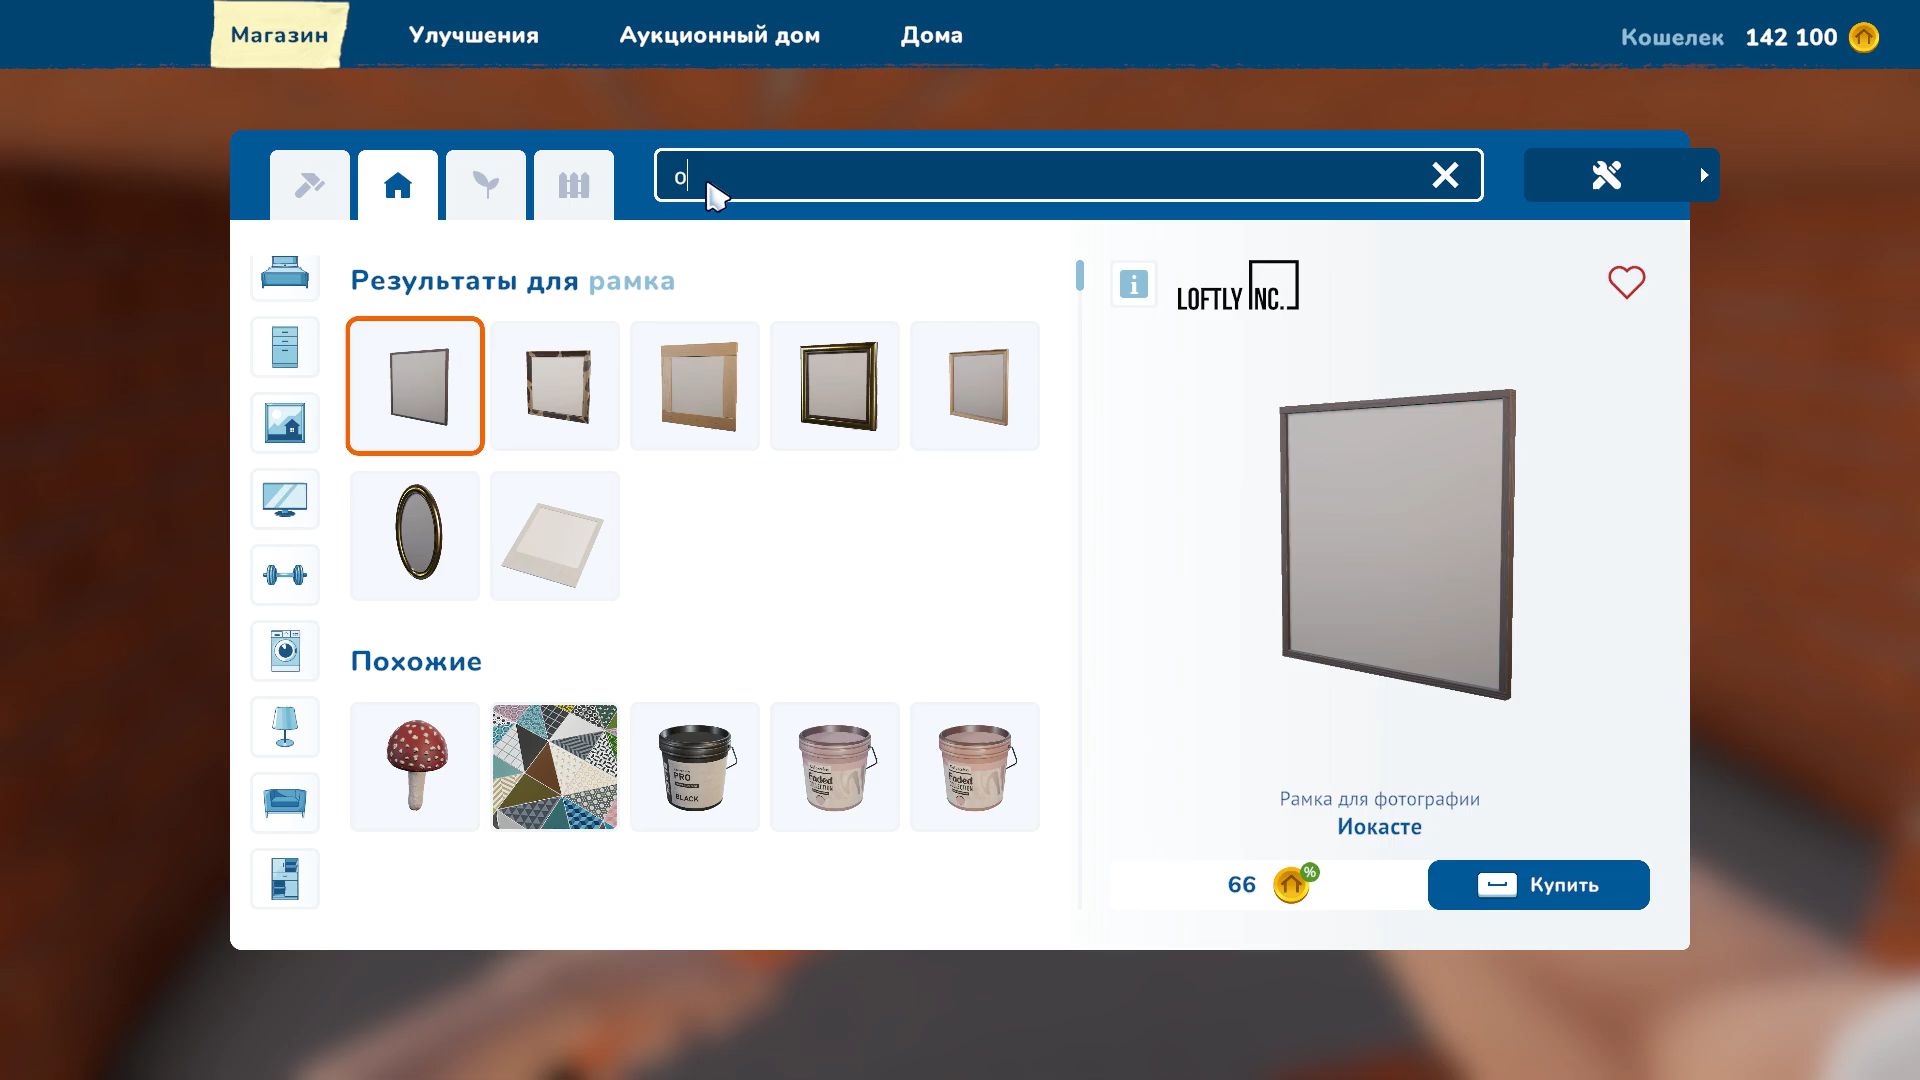 Магазин
Улучшения
Аукционный дом
Дома
Кошелек 142 100
о
Результаты для рамка
LOFTLY INC.
Похожие
PRO
BLACK
Faded
Faded
Рамка для фотографии
Иокасте
66
%
Купить